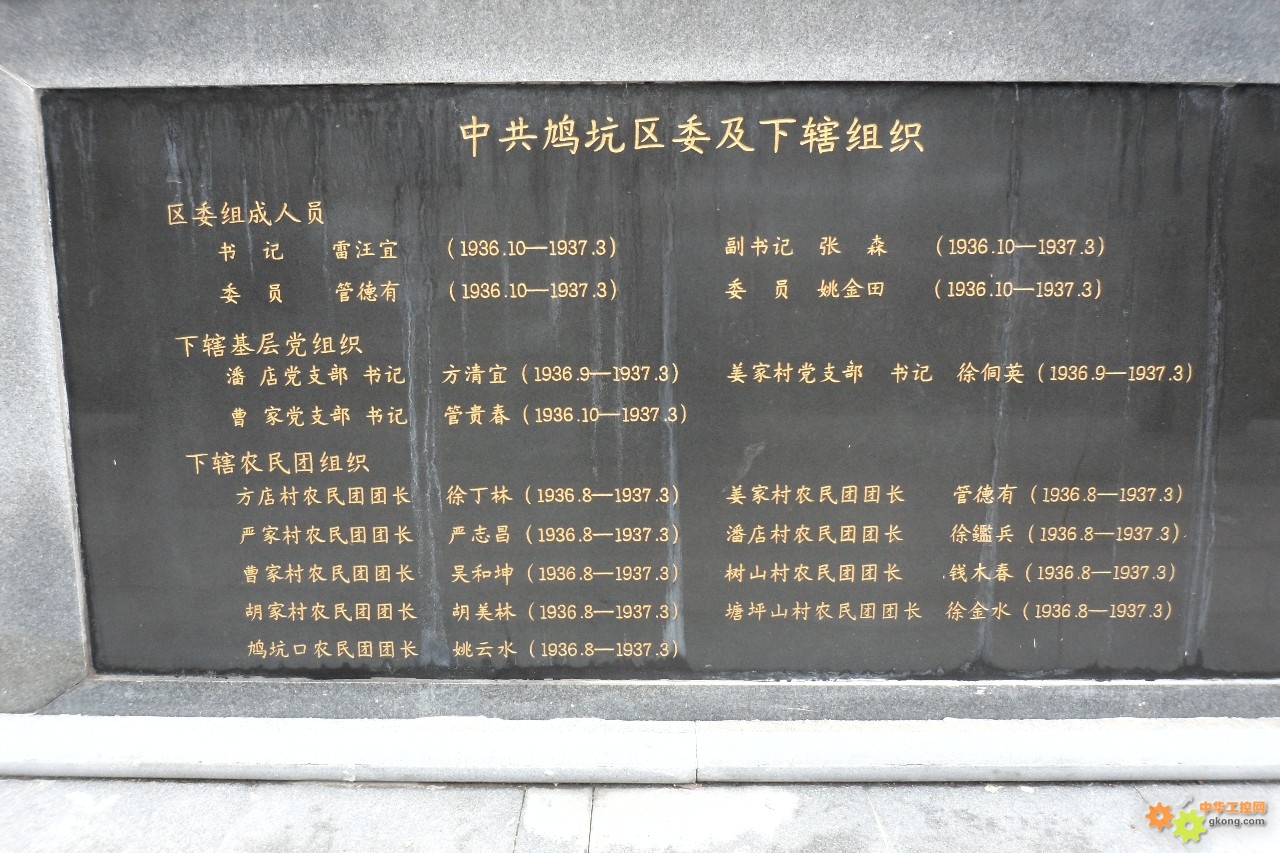 中共鸠坑区委及下辖组织
区委组成人员
书 记 雷汪宜 (1936.10—1937.3) 副书记 张 森 (1936.10—1937.3)
委 员 管德有 (1936.10—1937.3) 委 员 姚金田 (1936.10—1937.3)
下辖基层党组织
潘 店党支部 书记 方清宜 (1936.9—1937.3) 姜家村党支部 书记 徐侗英 (1936.9—1937.3)
曹 家党支部 书记 管贵春 (1936.10—1937.3)
下辖农民团组织
方店村农民团团长 徐丁林 (1936.8—1937.3) 姜家村农民团团长 管德有 (1936.8—1937.3)
严家村农民团团长 严志昌 (1936.8—1937.3) 潘店村农民团团长 徐鑑兵 (1936.8—1937.3)
曹家村农民团团长 吴和坤 (1936.8—1937.3) 树山村农民团团长 钱木春 (1936.8—1937.3)
胡家村农民团团长 胡美林 (1936.8—1937.3) 塘坪山村农民团团长 徐金水 (1936.8—1937.3)
鸠坑口农民团团长 姚云水 (1936.8—1937.3)
中华工控网
gkong.com